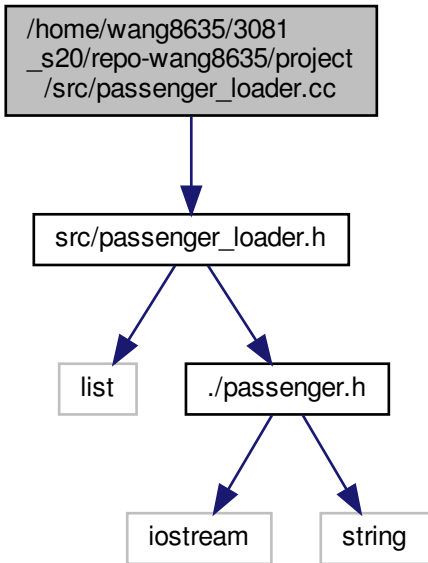 /home/wang8635/3081
_s20/repo-wang8635/project
/src/passenger_loader.cc
src/passenger_loader.h
list
./passenger.h
iostream
string